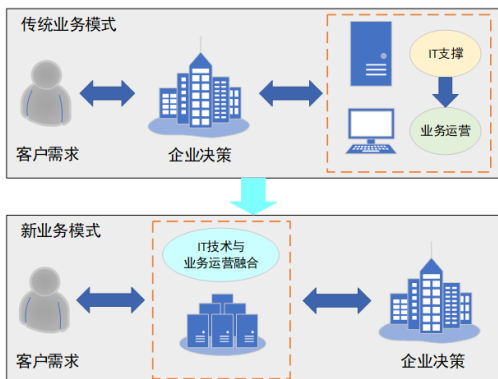 传统业务模式
IT支撑
业务运营
客户需求
企业决策
新业务模式
IT技术与
业务运营融合
客户需求
企业决策